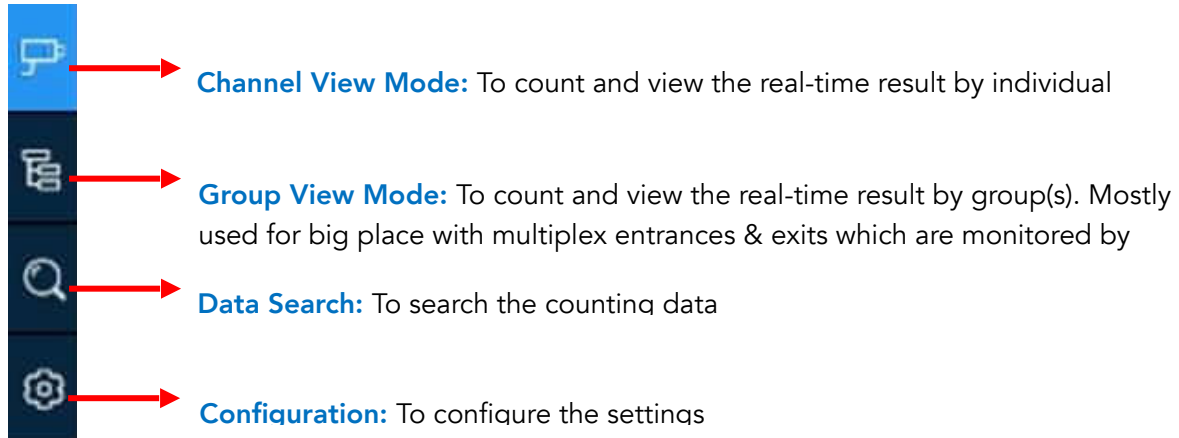 Channel View Mode: To count and view the real-time result by individual
Group View Mode: To count and view the real-time result by group(s). Mostly
used for big place with multiplex entrances & exits which are monitored by
Data Search: To search the counting data
Configuration: To configure the settings